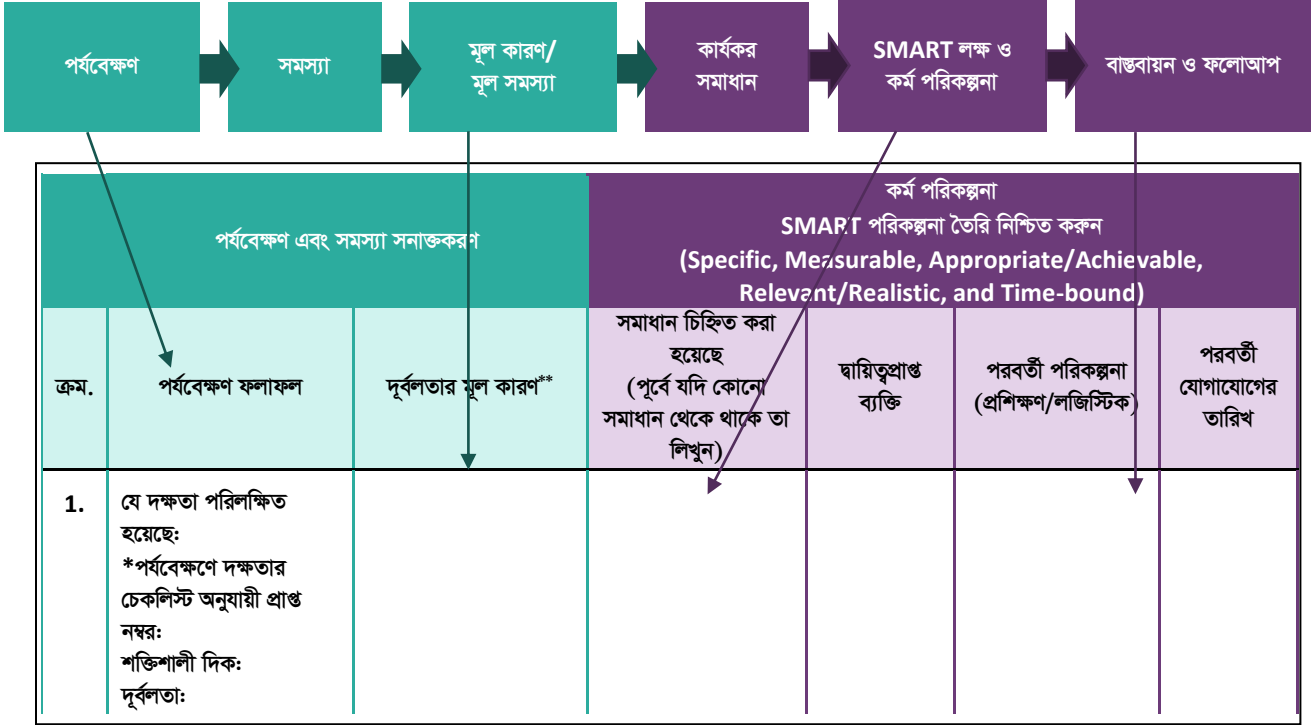 পর্যবেক্ষণ
সমস্যা
মূল কারণ/
মূল সমস্যা
কার্যকর
সমাধান
SMART লক্ষ ও
কর্ম পরিকল্পনা
বাস্তবায়ন ও ফলোআপ
পর্যবেক্ষণ এবং সমস্যা সনাক্তকরণ
কর্ম পরিকল্পনা
SMART পরিকল্পনা তৈরি নিশ্চিত করুন
(Specific, Measurable, Appropriate/Achievable,
Relevant/Realistic, and Time-bound)
ক্রম.
পর্যবেক্ষণ ফলাফল
দূর্বলতার মূল কারণ**
সমাধান চিহ্নিত করা
হয়েছে
(পূর্বে যদি কোনো
সমাধান থেকে থাকে তা
লিখুন)
দ্বায়িত্বপ্রাপ্ত
ব্যক্তি
পরবর্তী পরিকল্পনা
(প্রশিক্ষণ/লজিস্টিক)
পরবর্তী
যোগাযোগের
তারিখ
1.
যে দক্ষতা পরিলক্ষিত
হয়েছে:
*পর্যবেক্ষণে দক্ষতার
চেকলিস্ট অনুযায়ী প্রাপ্ত
নম্বর:
শক্তিশালী দিক:
দূর্বলতা: